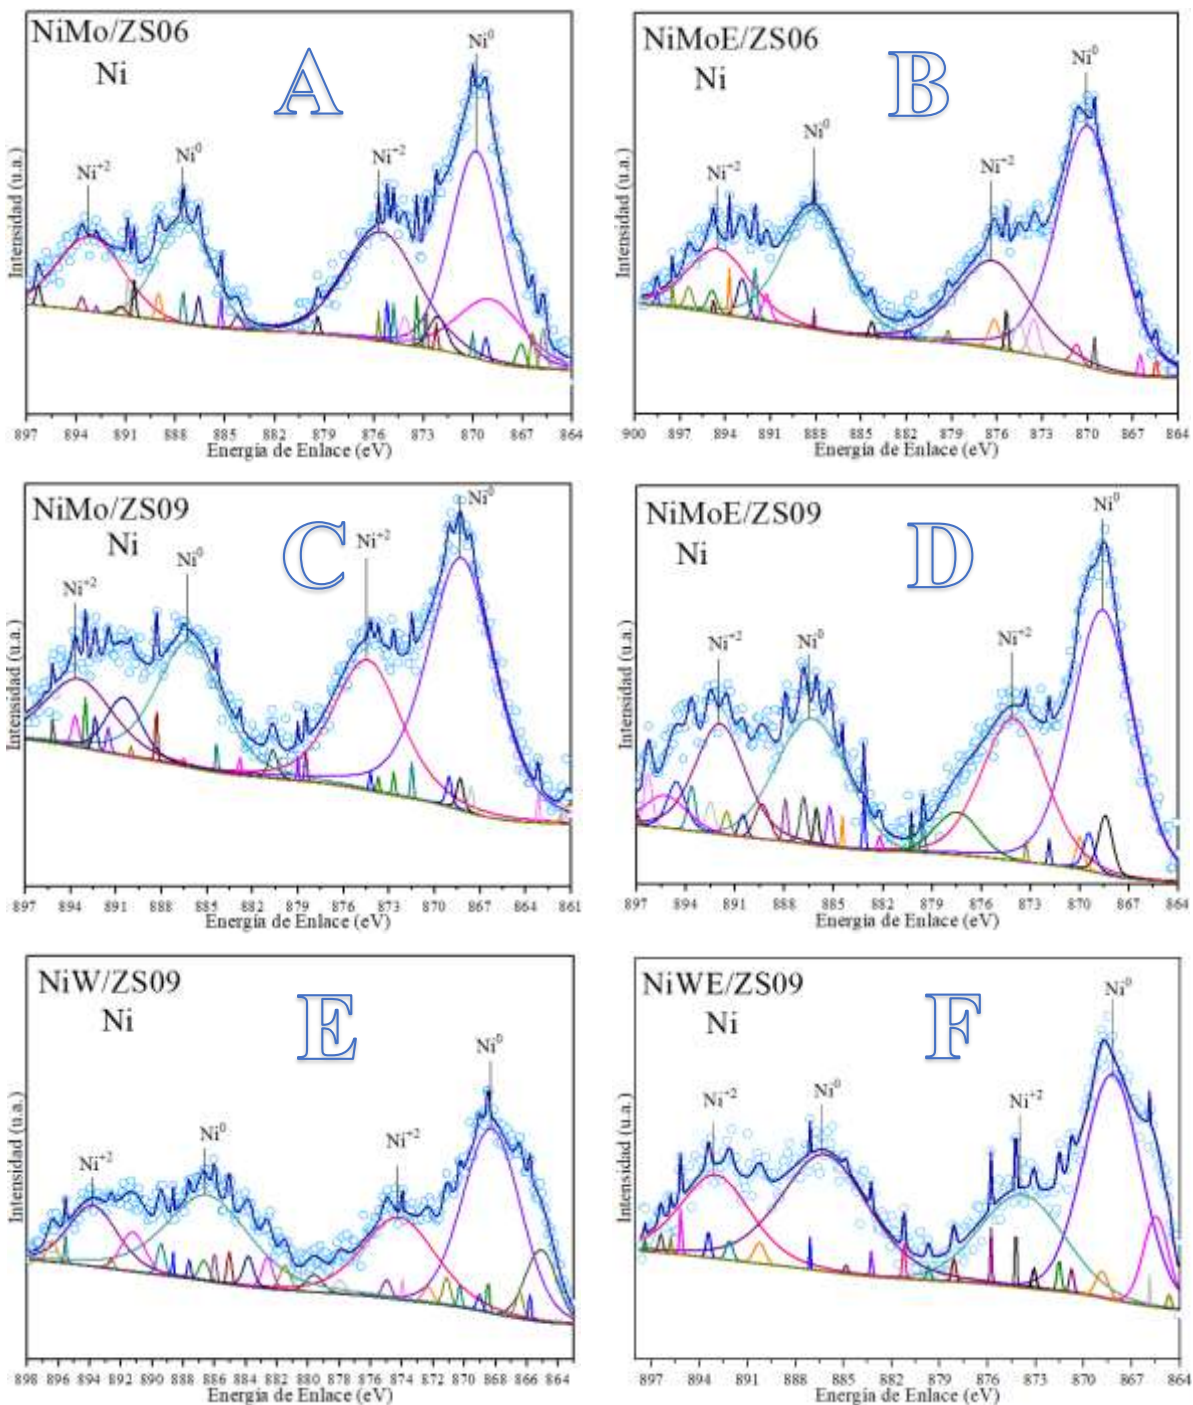 NiMo/ZS06
Ni
A
Ni+2
Ni0
Ni+2
Ni0
Intensidad (u.a.)
897 894 891 888 885 882 879 876 873 870 867 864
Energía de Enlace (eV)
NiMoE/ZS06
Ni
B
Ni+2
Ni0
Ni+2
Ni0
Intensidad (u.a.)
900 897 894 891 888 885 882 879 876 873 870 867 864
Energía de Enlace (eV)
NiMo/ZS09
Ni
C
Ni+2
Ni0
Ni+2
Ni0
Intensidad (u.a.)
897 894 891 888 885 882 879 876 873 870 867 864 861
Energía de Enlace (eV)
NiMoE/ZS09
Ni
D
Ni+2
Ni0
Ni+2
Ni0
Intensidad (u.a.)
897 894 891 888 885 882 879 876 873 870 867 864
Energía de Enlace (eV)
NiW/ZS09
Ni
E
Ni+2
Ni0
Ni+2
Ni0
Intensidad (u.a.)
898 896 894 892 890 888 886 884 882 880 878 876 874 872 870 868 866 864
Energía de Enlace (eV)
NiWE/ZS09
Ni
F
Ni+2
Ni0
Ni+2
Ni0
Intensidad (u.a.)
897 894 891 888 885 882 879 876 873 870 867 864
Energía de Enlace (eV)